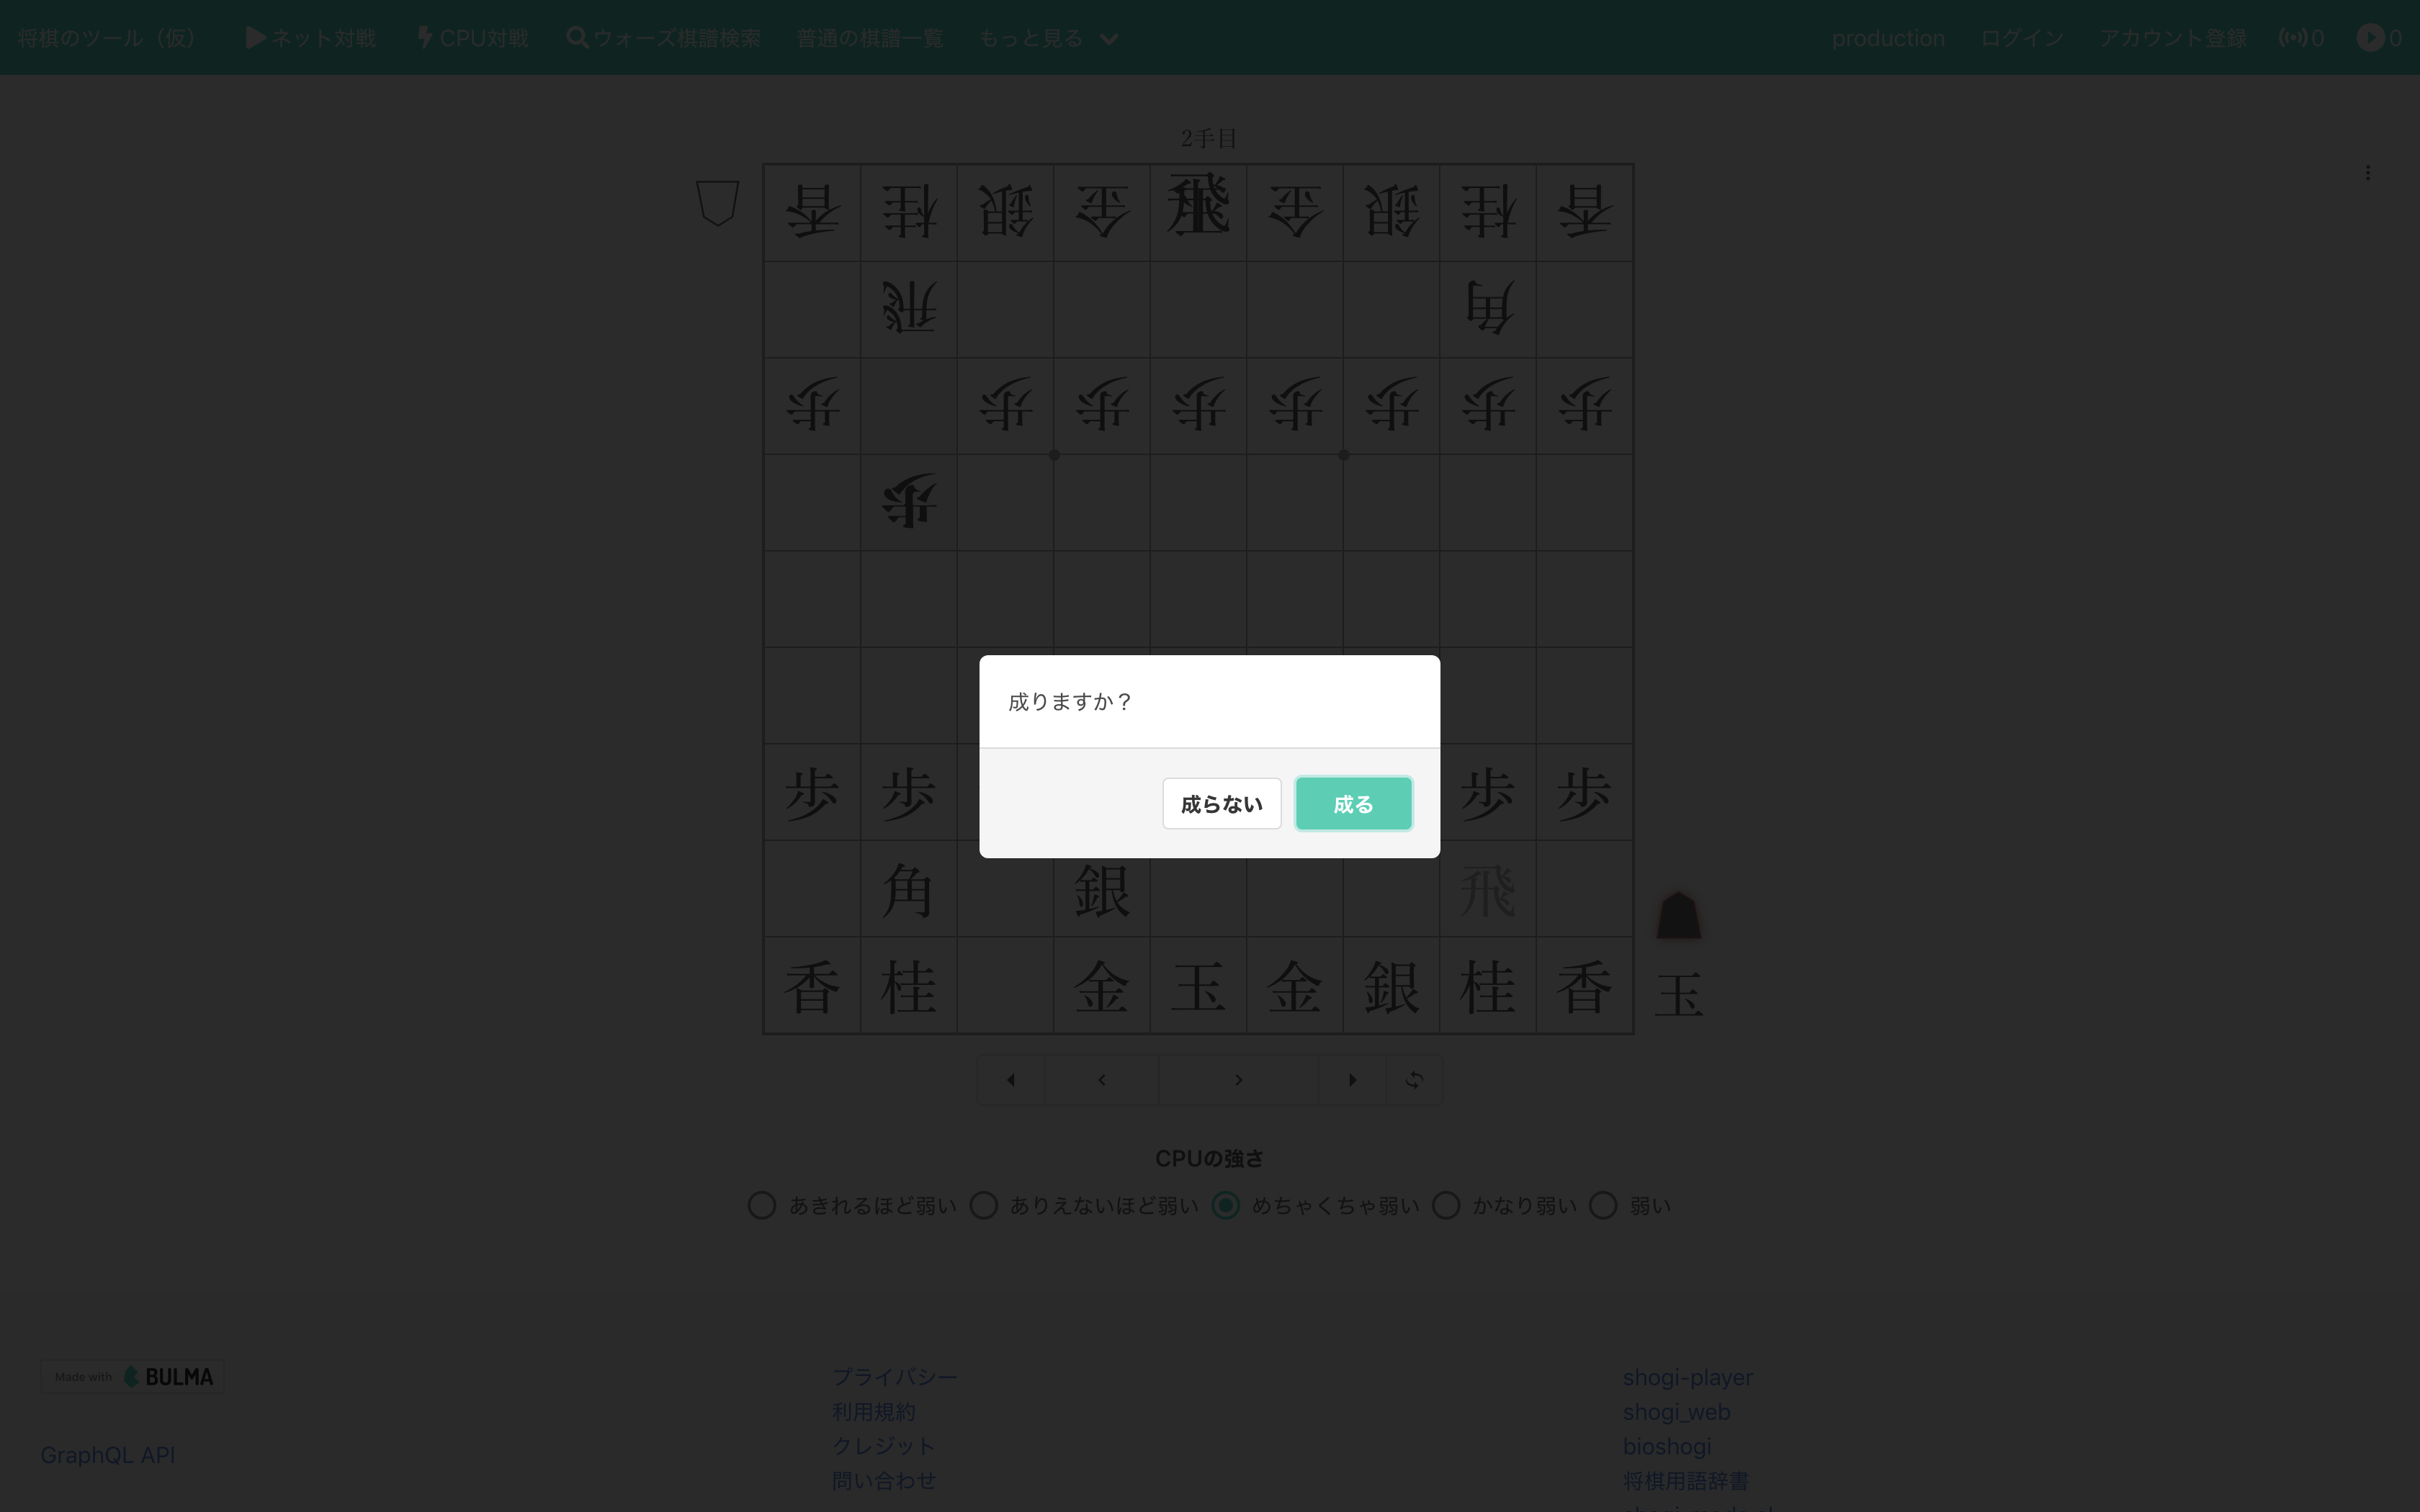 将棋のツール（仮） ネット対戦 CPU対戦 ウォーズ棋譜検索 普通の棋譜一覧 もっと見る production ログイン アカウント登録 0 0
2手目
香 桂 銀 金 金 銀 桂 香
飛 角
歩 歩 歩 歩 歩 歩 歩 歩
歩
成りますか？
歩 歩 歩 歩
成らない 成る
角 銀 飛
香 桂 金 玉 金 銀 桂 香 玉
CPUの強さ
あきれるほど弱い ありえないほど弱い めちゃくちゃ弱い かなり弱い 弱い
Made with BULMA
GraphQL API
プライバシー
利用規約
クレジット
問い合わせ
shogi-player
shogi_web
bioshogi
将棋用語辞書